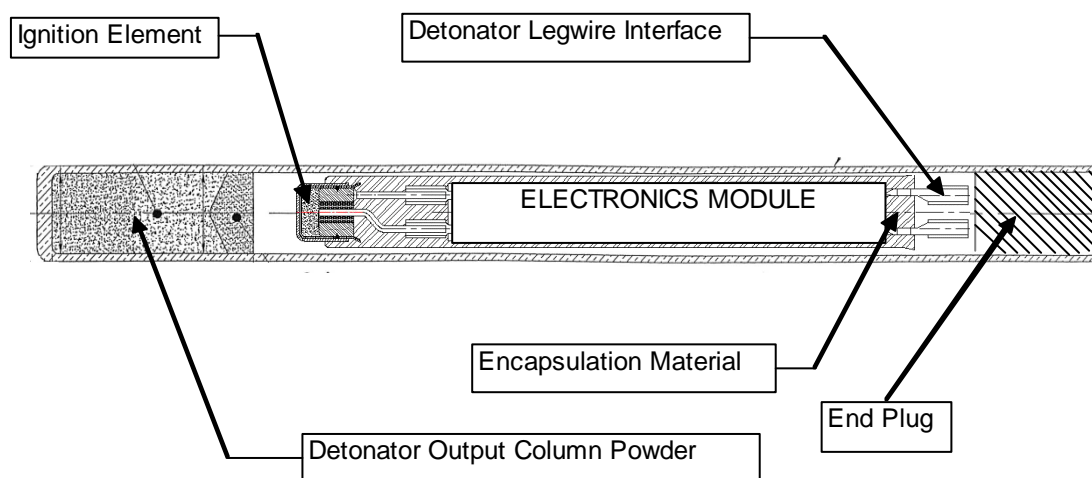 Ignition Element
Detonator Legwire Interface
ELECTRONICS MODULE
Encapsulation Material
End Plug
Detonator Output Column Powder